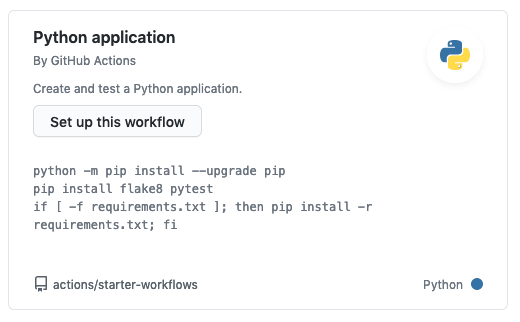 Python application
By GitHub Actions
Create and test a Python application.
Set up this workflow
python -m pip install --upgrade pip
pip install flake8 pytest
if [ -f requirements.txt ]; then pip install -r
requirements.txt; fi
actions/starter-workflows
Python